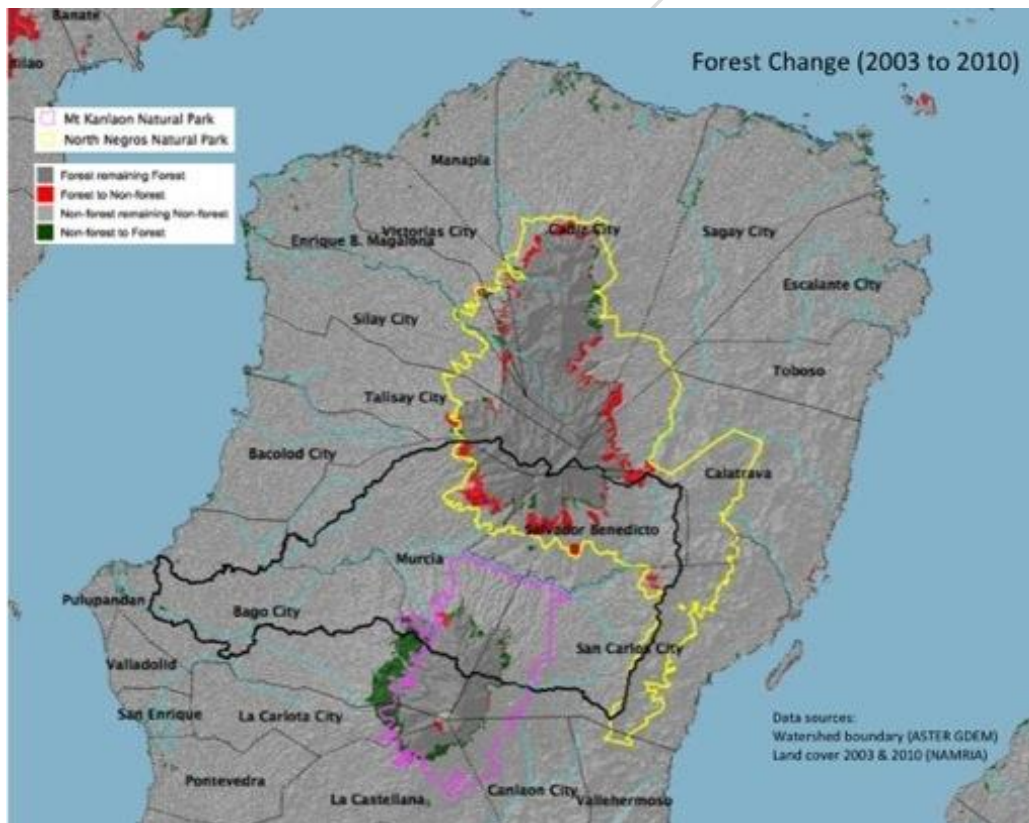 Banate
Bilao
Forest Change (2003 to 2010)
Mt Kanlaon Natural Park
North Negros Natural Park
Forest remaining Forest
Forest to Non-forest
Non-forest remaining Non-forest
Non-forest to Forest
Manapla
Victorias City
Cadiz City
Sagay City
Enrique B. Magalona
Escalante City
Silay City
Toboso
Talisay City
Bacolod City
Calatrava
Salvador Benedicto
Murcia
Pulupandan
Bago City
San Carlos City
Valladolid
San Enrique
La Carlota City
Data sources:
Watershed boundary (ASTER GDEM)
Land cover 2003 & 2010 (NAMRIA)
Pontevedra
La Castellana
Canlaon City
Vallehermoso